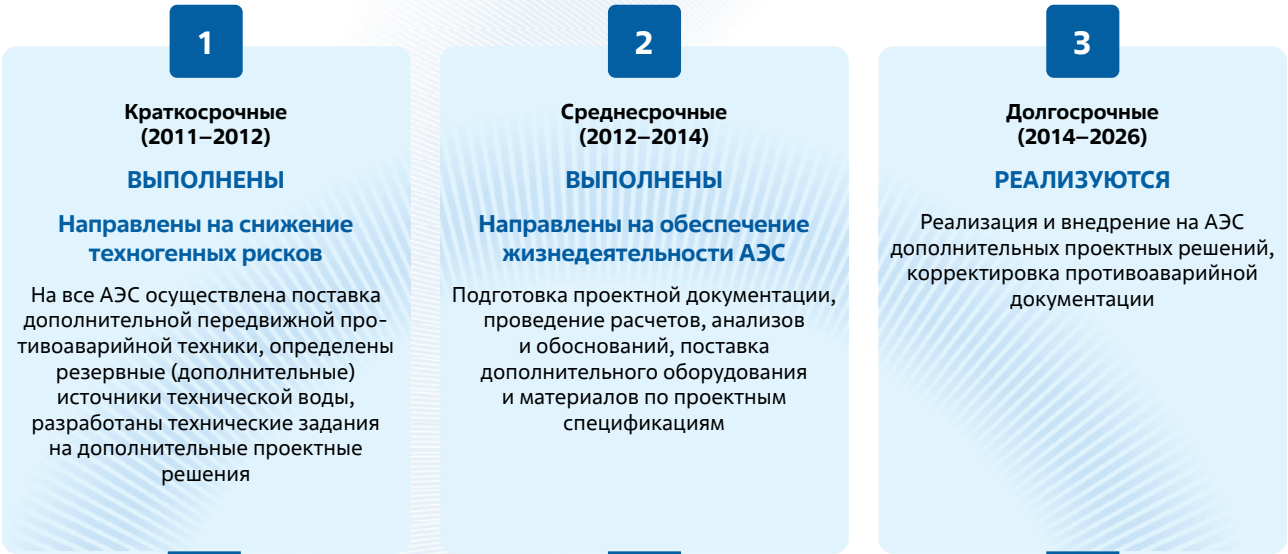 1
Краткосрочные
(2011–2012)
ВЫПОЛНЕНЫ
Направлены на снижение
техногенных рисков
На все АЭС осуществлена поставка
дополнительной передвижной про-
тивоаварийной техники, определены
резервные (дополнительные)
источники технической воды,
разработаны технические задания
на дополнительные проектные
решения
2
Среднесрочные
(2012–2014)
ВЫПОЛНЕНЫ
Направлены на обеспечение
жизнедеятельности АЭС
Подготовка проектной документации,
проведение расчетов, анализов
и обоснований, поставка
дополнительного оборудования
и материалов по проектным
спецификациям
3
Долгосрочные
(2014–2026)
РЕАЛИЗУЮТСЯ
Реализация и внедрение на АЭС
дополнительных проектных решений,
корректировка противоаварийной
документации